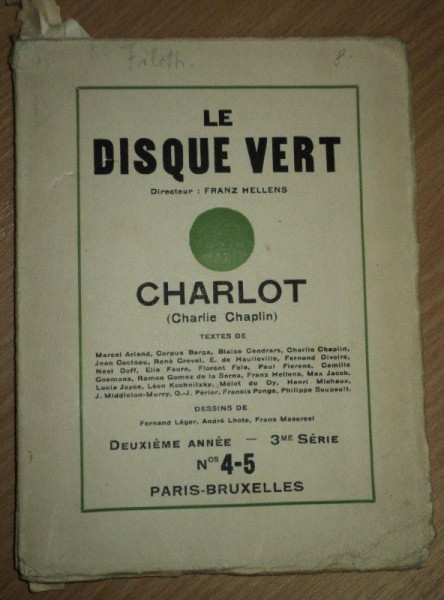 8.
LE
DISQUE VERT
Directeur : FRANZ HELLENS
CHARLOT
(Charlie Chaplin)
TEXTES DE
Marcel Arland, Corpus Barga, Blaise Cendrars, Charlie Chaplin,
Jean Cocteau, René Crevel, E. de Haulleville, Fernand Divoire,
Neel Doff, Elie Faure, Florent Fels, Paul Fierens, Camille
Goemans, Ramon Gomez de la Serna, Franz Hellens, Max Jacob,
Lucia Joyce, Léon Kochnitzky, Mélot du Dy, Henri Michaux,
J. Middleton-Murry, O.-J. Périer, Francis Ponge, Philippe Soupault.
DESSINS DE
Fernand Léger, André Lhote, Frans Masereel
DEUXIÈME ANNÉE — 3ME SÉRIE
Nos 4-5
PARIS-BRUXELLES